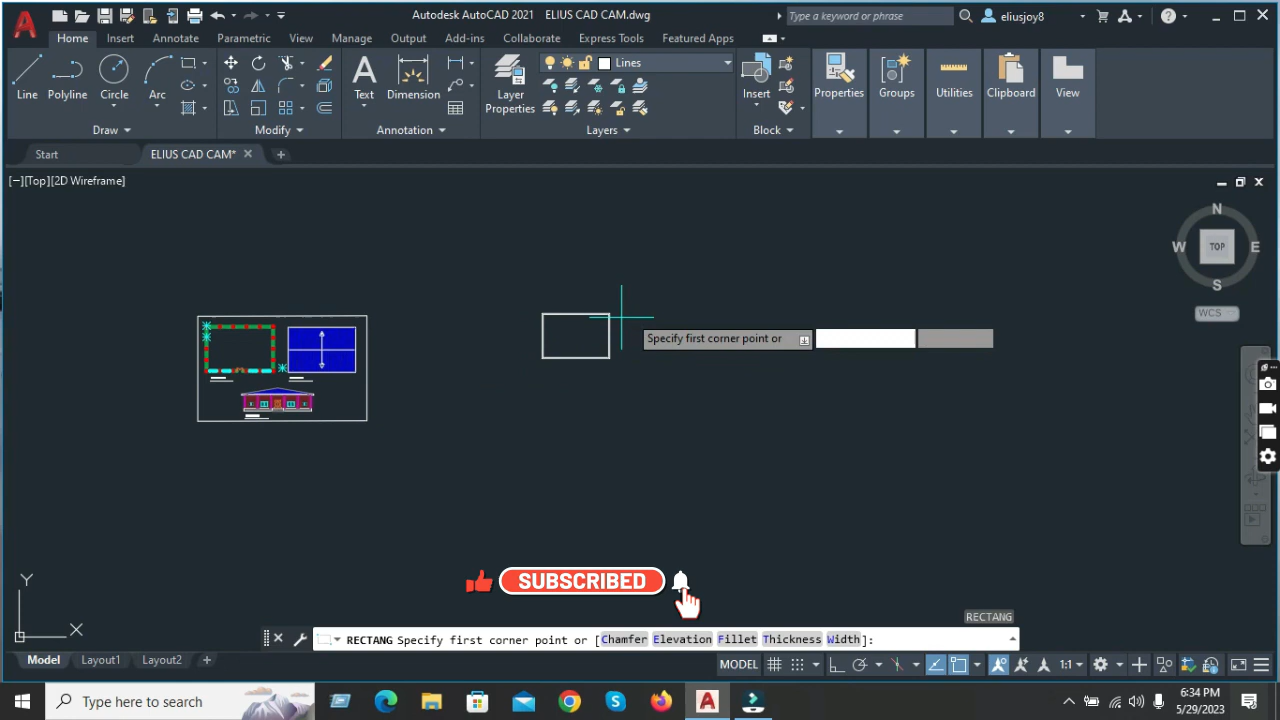 Autodesk AutoCAD 2021 ELIUS CAD CAM.dwg
Type a keyword or phrase
eliusjoy8
Home Insert Annotate Parametric View Manage Output Add-ins Collaborate Express Tools Featured Apps
Lines
Line Polyline Circle Arc Text Dimension Layer Properties Insert Properties Groups Utilities Clipboard View
Draw Modify Annotation Layers Block
Start ELIUS CAD CAM*
[−][Top][2D Wireframe]
N
W TOP E
S
WCS
Specify first corner point or
Y
X
SUBSCRIBED
RECTANG
RECTANG Specify first corner point or [Chamfer Elevation Fillet Thickness Width]:
Model Layout1 Layout2
MODEL 1:1
Type here to search
6:34 PM
5/29/2023